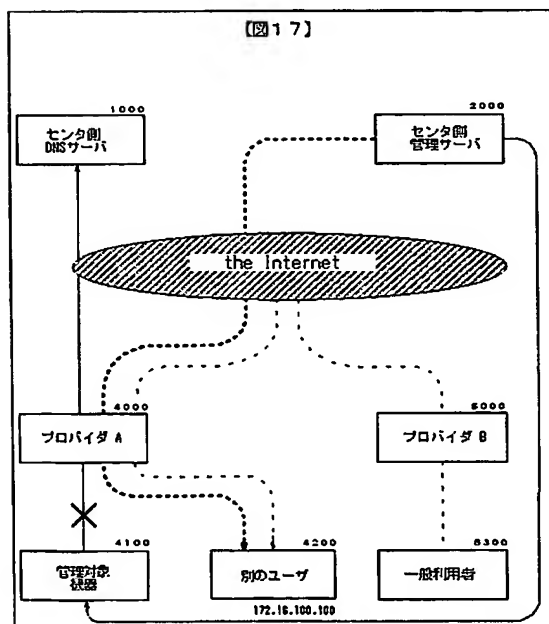 【図17】
1000
センタ側
DNSサーバ
2000
センタ側
管理サーバ
the Internet
4000
プロバイダ A
5000
プロバイダ B
4100
管理対象
機器
4200
別のユーザ
5300
一般利用者
172.16.100.100